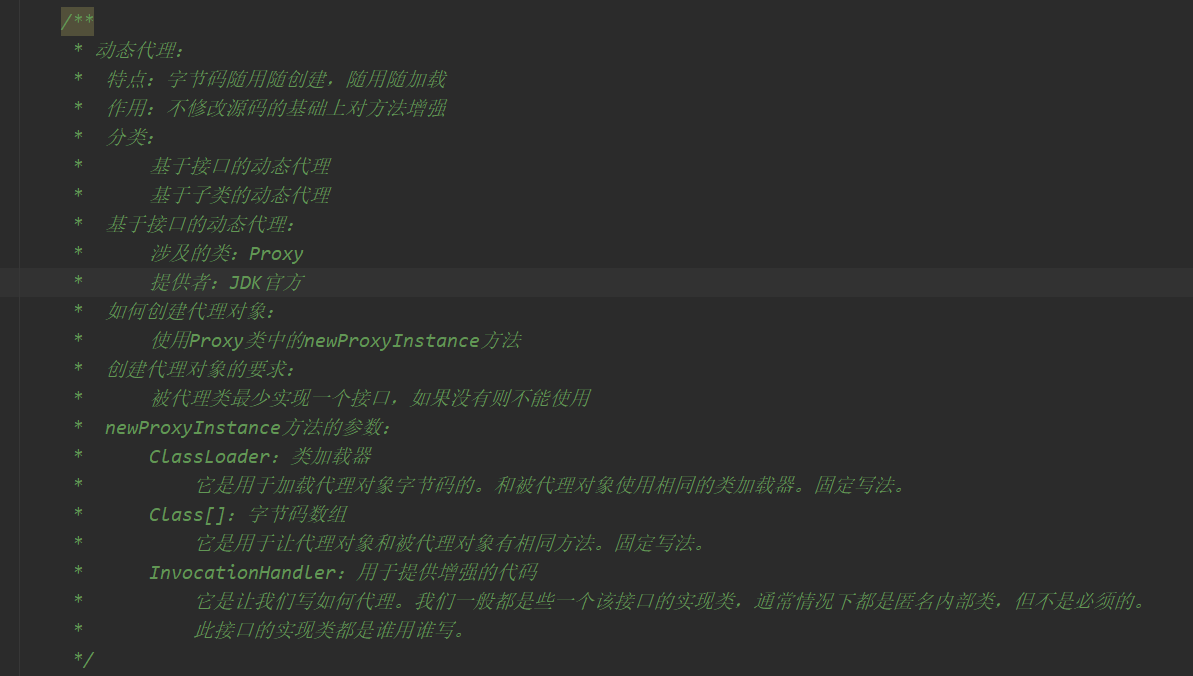 /**
* 动态代理:
* 特点: 字节码随用随创建，随用随加载
* 作用: 不修改源码的基础上对方法增强
* 分类:
* 基于接口的动态代理
* 基于子类的动态代理
* 基于接口的动态代理:
* 涉及的类: Proxy
* 提供者: JDK官方
* 如何创建代理对象:
* 使用Proxy类中的newProxyInstance方法
* 创建代理对象的要求:
* 被代理类最少实现一个接口，如果没有则不能使用
* newProxyInstance方法的参数:
* ClassLoader: 类加载器
* 它是用于加载代理对象字节码的。和被代理对象使用相同的类加载器。固定写法。
* Class[]: 字节码数组
* 它是用于让代理对象和被代理对象有相同方法。固定写法。
* InvocationHandler: 用于提供增强的代码
* 它是让我们写如何代理。我们一般都是些一个该接口的实现类，通常情况下都是匿名内部类，但不是必须的。
* 此接口的实现类都是谁用谁写。
*/